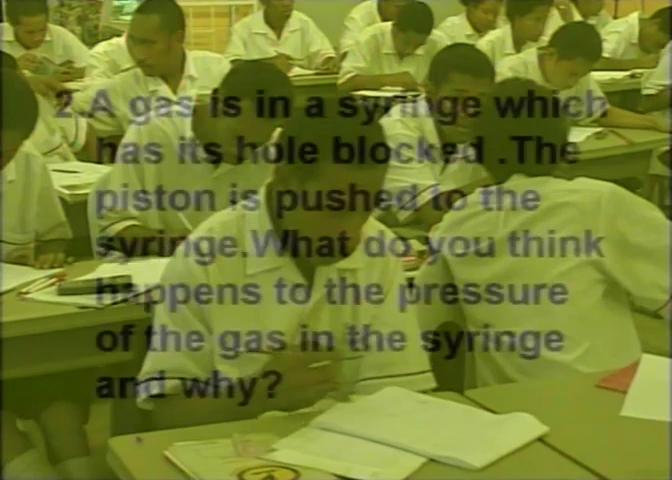 2 A gas is in a syringe which
has its hole blocked .The
piston is pushed to the
syringe.What do you think
happens to the pressure
of the gas in the syringe
and why?